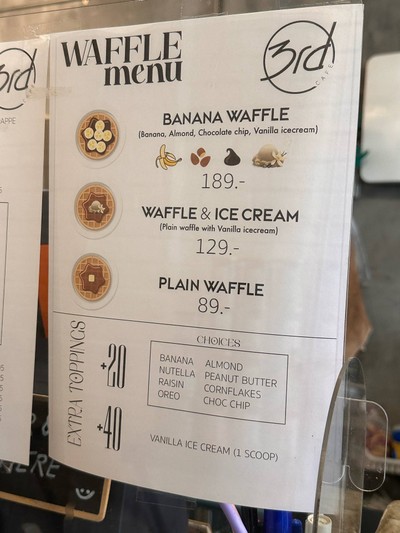 WAFFLE
menu
3rd
CAFE
BANANA WAFFLE
(Banana, Almond, Chocolate chip, Vanilla icecream)
189.-
WAFFLE & ICE CREAM
(Plain waffle with Vanilla icecream)
129.-
PLAIN WAFFLE
89.-
EXTRA TOPPINGS
+20
CHOICES
BANANA ALMOND
NUTELLA PEANUT BUTTER
RAISIN CORNFLAKES
OREO CHOC CHIP
+40
VANILLA ICE CREAM (1 SCOOP)
3rd